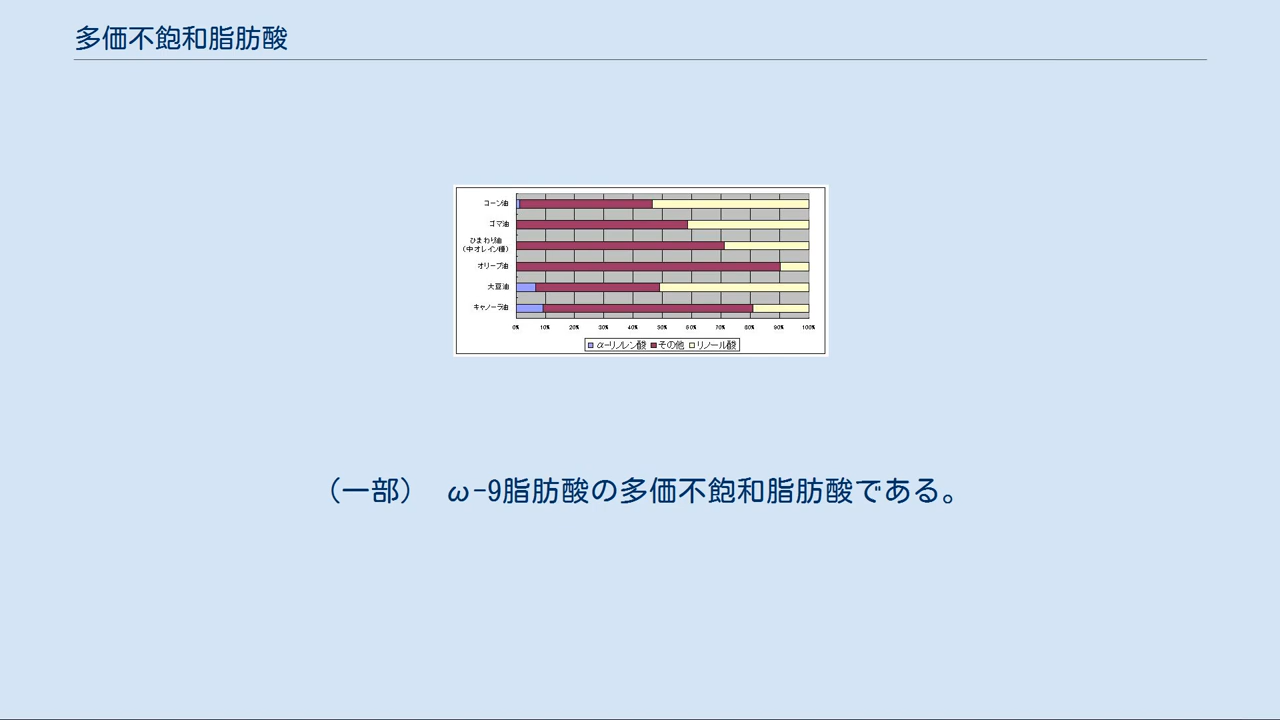 多価不飽和脂肪酸
コーン油
ゴマ油
ひまわり油
(中オレイン種)
オリーブ油
大豆油
キャノーラ油
0% 10% 20% 30% 40% 50% 60% 70% 80% 90% 100%
α-リノレン酸 その他 リノール酸
（一部） ω-9脂肪酸の多価不飽和脂肪酸である。